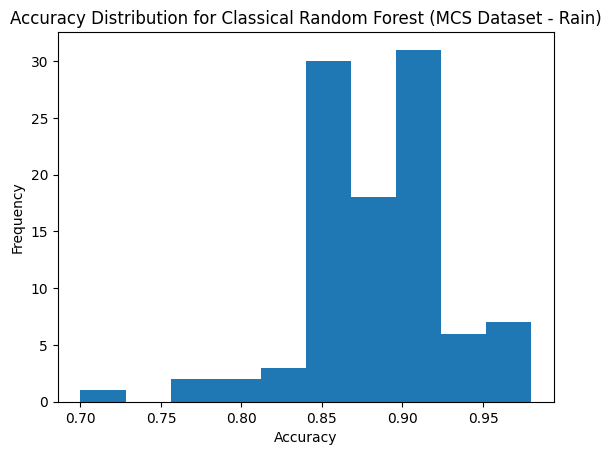 Accuracy Distribution for Classical Random Forest (MCS Dataset - Rain)
30
25
20
15
10
5
0
Frequency
0.70 0.75 0.80 0.85 0.90 0.95
Accuracy